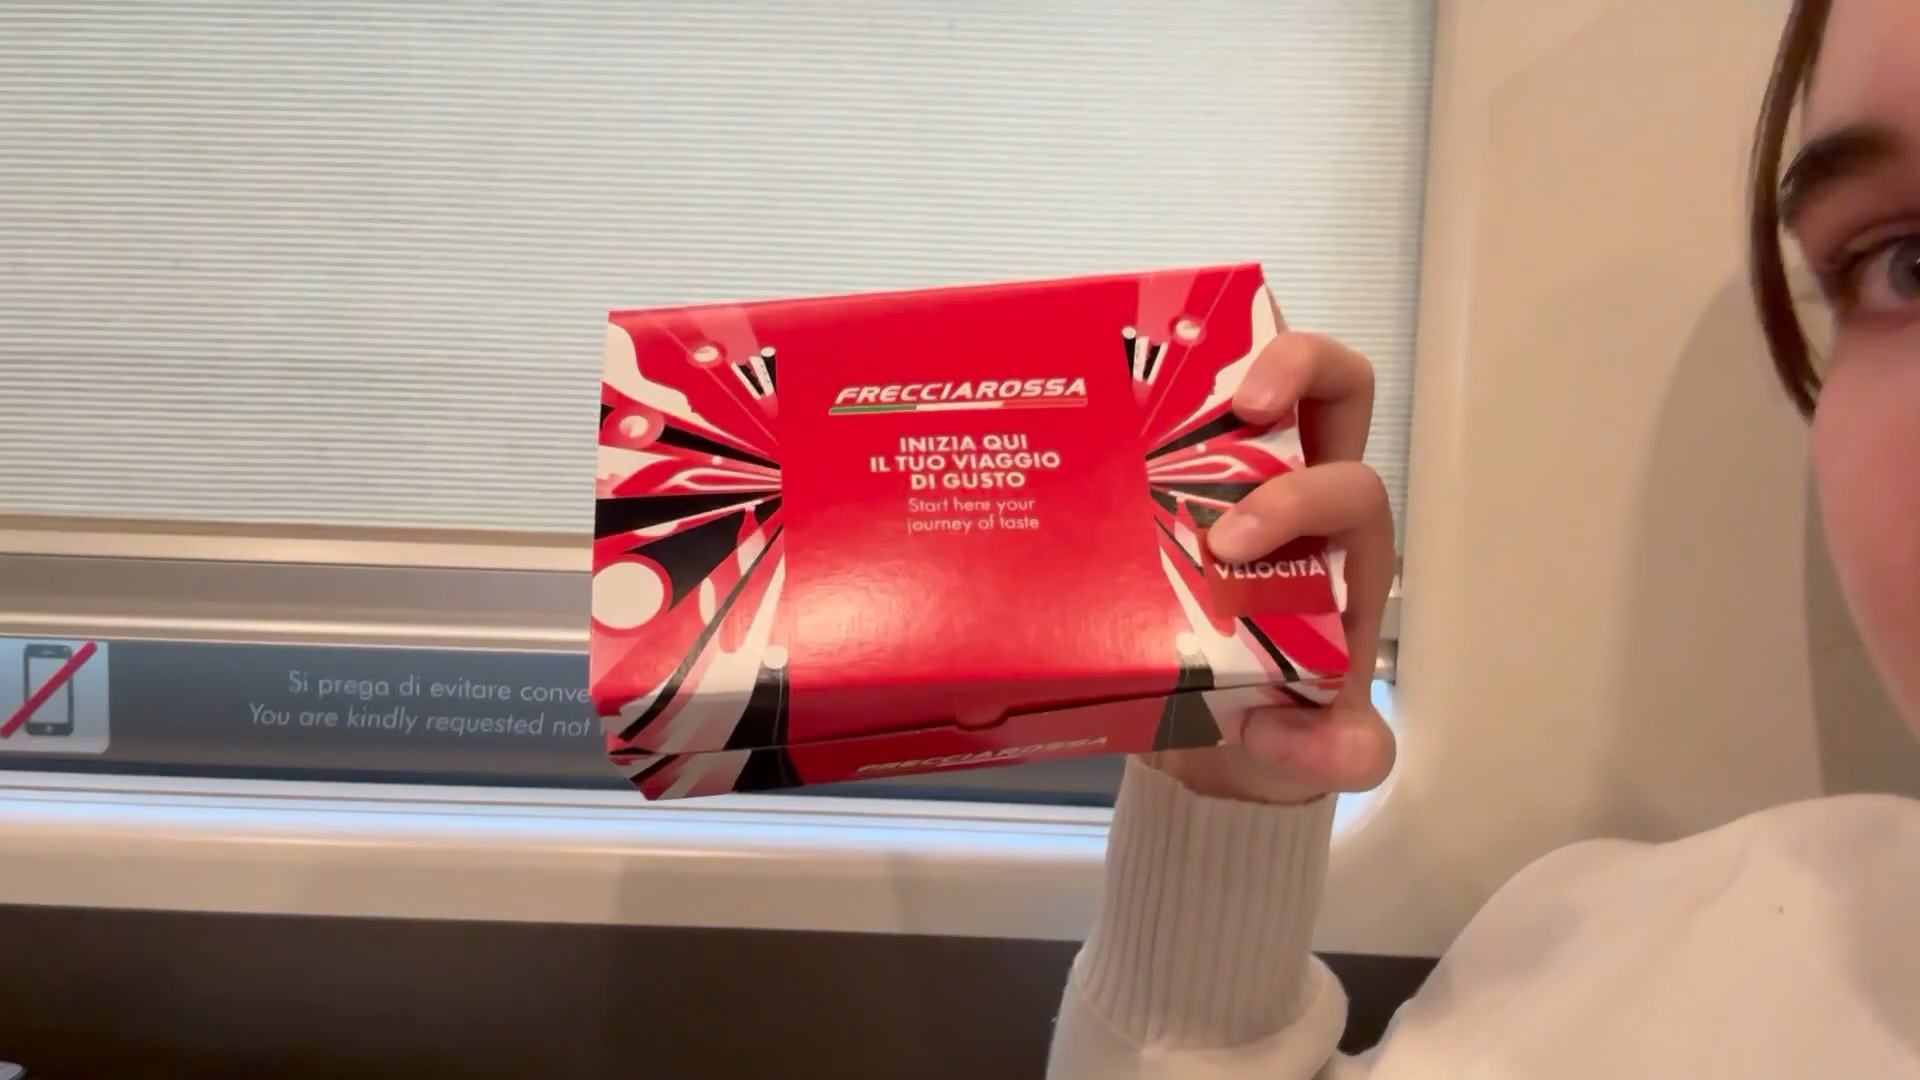 FRECCIAROSSA
INIZIA QUI
IL TUO VIAGGIO
DI GUSTO
Start here your
journey of taste
VELOCITÀ
Si prega di evitare conve
You are kindly requested not
FRECCIAROSSA